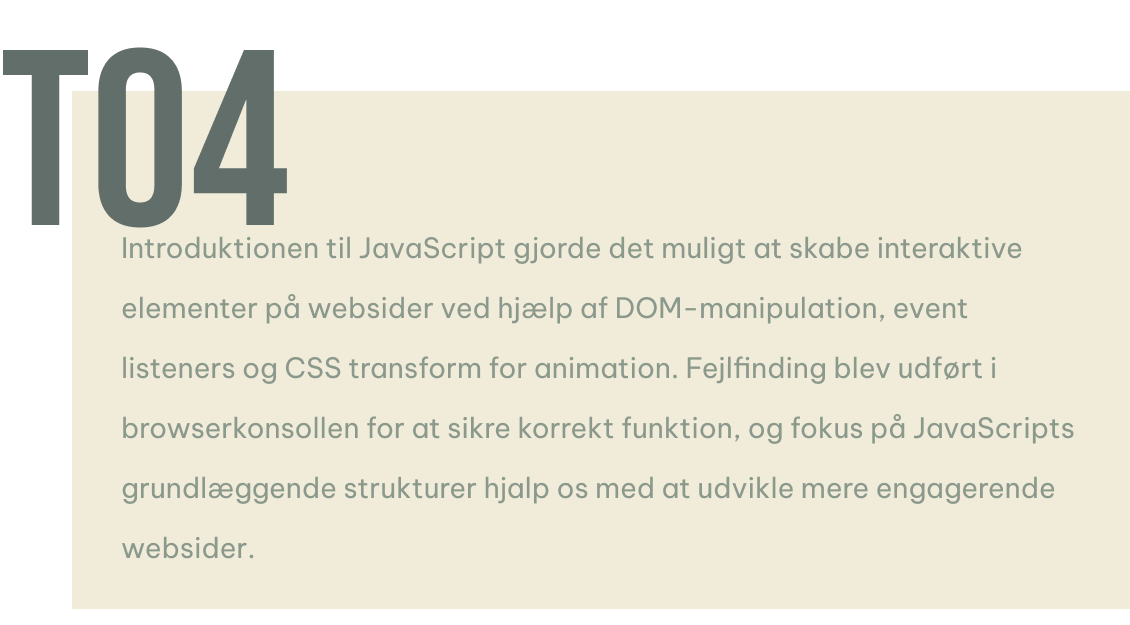 T04
Introduktionen til JavaScript gjorde det muligt at skabe interaktive
elementer på websider ved hjælp af DOM-manipulation, event
listeners og CSS transform for animation. Fejlfinding blev udført i
browserkonsollen for at sikre korrekt funktion, og fokus på JavaScripts
grundlæggende strukturer hjalp os med at udvikle mere engagerende
websider.